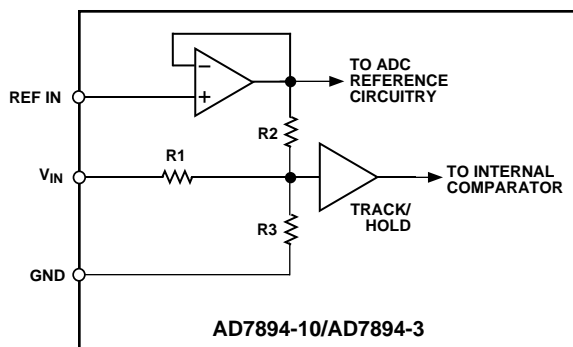 TO ADC
REFERENCE
CIRCUITRY
−
+
REF IN
R2
R1
VIN
TO INTERNAL
COMPARATOR
TRACK/
HOLD
R3
GND
AD7894-10/AD7894-3